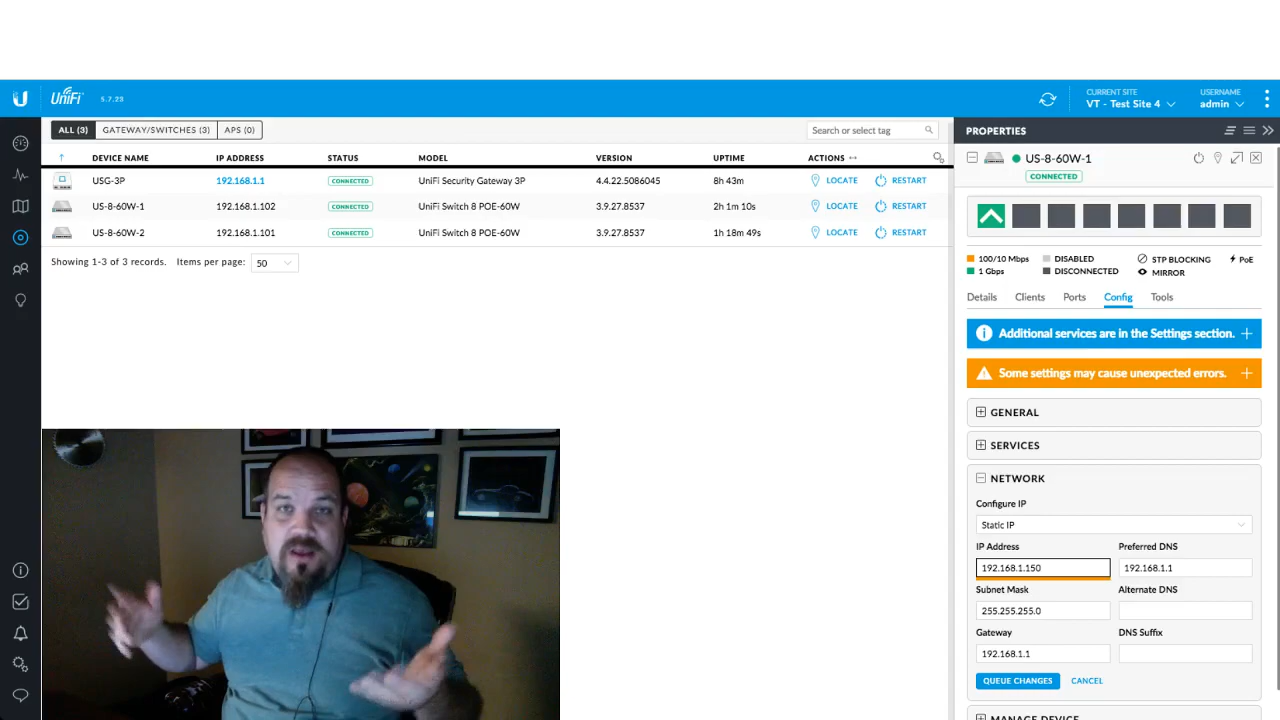 UniFi 5.7.23
CURRENT SITE
VT - Test Site 4
USERNAME
admin
ALL (3) GATEWAY/SWITCHES (3) APS (0)
Search or select tag
DEVICE NAME IP ADDRESS STATUS MODEL VERSION UPTIME ACTIONS
USG-3P 192.168.1.1 CONNECTED UniFi Security Gateway 3P 4.4.22.5086045 8h 43m LOCATE RESTART
US-8-60W-1 192.168.1.102 CONNECTED UniFi Switch 8 POE-60W 3.9.27.8537 2h 1m 10s LOCATE RESTART
US-8-60W-2 192.168.1.101 CONNECTED UniFi Switch 8 POE-60W 3.9.27.8537 1h 18m 49s LOCATE RESTART
Showing 1-3 of 3 records. Items per page: 50
PROPERTIES
US-8-60W-1
CONNECTED
100/10 Mbps DISABLED STP BLOCKING PoE
1 Gbps DISCONNECTED MIRROR
Details Clients Ports Config Tools
Additional services are in the Settings section.
Some settings may cause unexpected errors.
GENERAL
SERVICES
NETWORK
Configure IP
Static IP
IP Address Preferred DNS
192.168.1.150 192.168.1.1
Subnet Mask Alternate DNS
255.255.255.0
Gateway DNS Suffix
192.168.1.1
QUEUE CHANGES CANCEL
MANAGE DEVICE